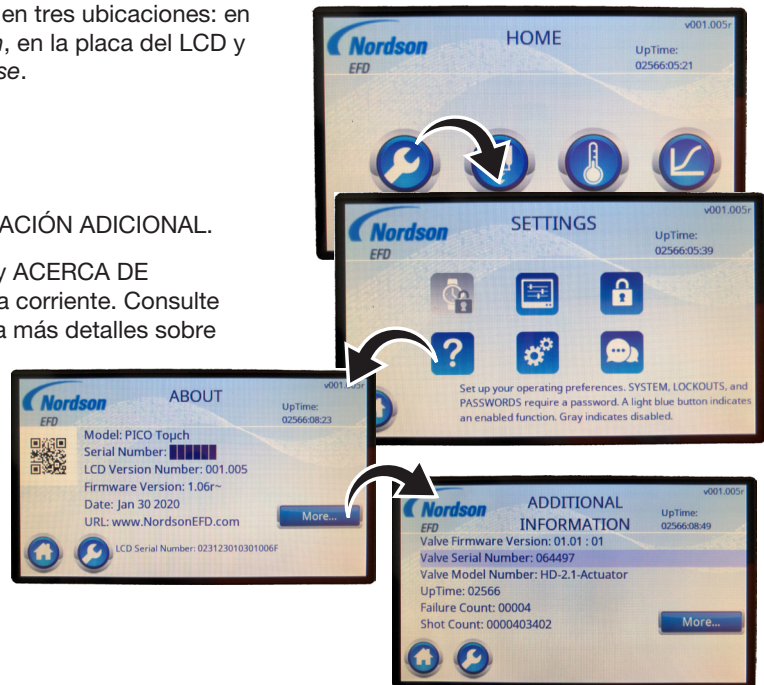 en tres ubicaciones: en
, en la placa del LCD y
se.
ACIÓN ADICIONAL.
y ACERCA DE
a corriente. Consulte
a más detalles sobre
Nordson
EFD
HOME
v001.005r
UpTime:
02566:05:21
Nordson
EFD
SETTINGS
v001.005r
UpTime:
02566:05:39
?
Set up your operating preferences. SYSTEM, LOCKOUTS, and
PASSWORDS require a password. A light blue button indicates
an enabled function. Gray indicates disabled.
Nordson
EFD
ABOUT
UpTime:
02566:08:23
Model: PICO Touch
Serial Number:
LCD Version Number: 001.005
Firmware Version: 1.06r~
Date: Jan 30 2020
URL: www.NordsonEFD.com
More...
LCD Serial Number: 023123010301006F
Nordson
EFD
ADDITIONAL
INFORMATION
v001.005r
UpTime:
02566:08:49
Valve Firmware Version: 01.01 : 01
Valve Serial Number: 064497
Valve Model Number: HD-2.1-Actuator
UpTime: 02566
Failure Count: 00004
Shot Count: 0000403402
More...